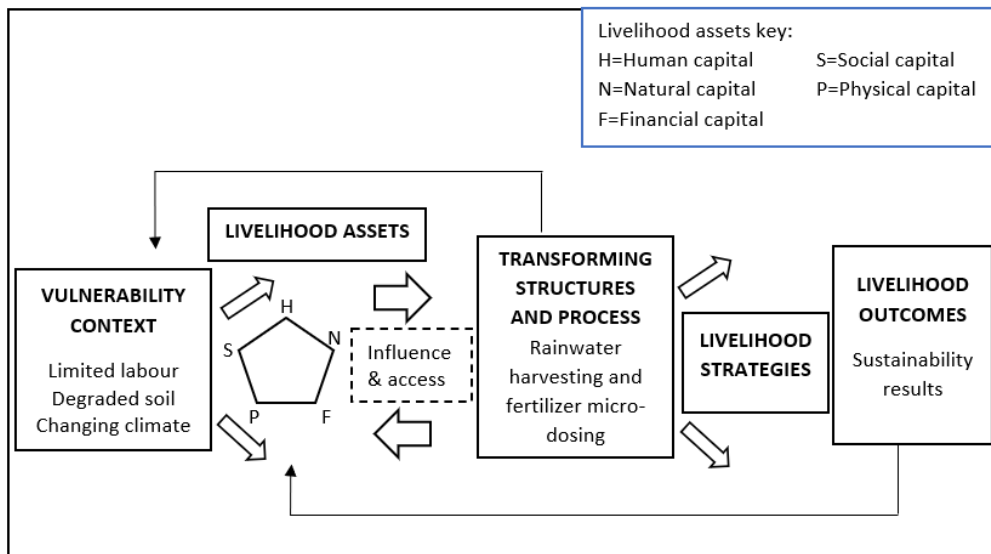 Livelihood assets key:
H=Human capital S=Social capital
N=Natural capital P=Physical capital
F=Financial capital
LIVELIHOOD ASSETS
VULNERABILITY
CONTEXT
Limited labour
Degraded soil
Changing climate
H
S
N
P
F
Influence
& access
TRANSFORMING
STRUCTURES
AND PROCESS
Rainwater
harvesting and
fertilizer micro-
dosing
LIVELIHOOD
STRATEGIES
LIVELIHOOD
OUTCOMES
Sustainability
results